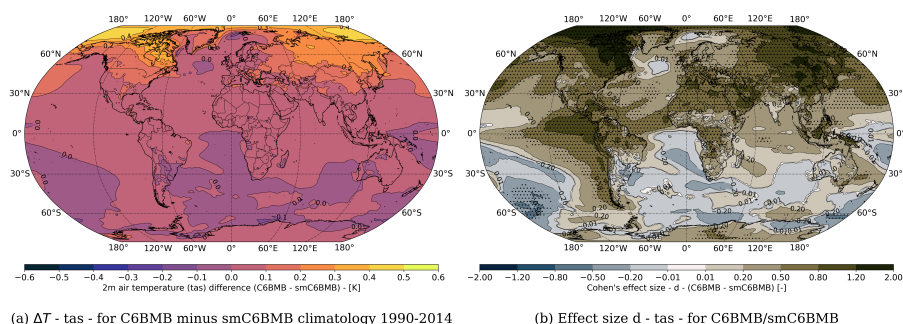 180° 120°W 60°W 0° 60°E 120°E 180°
180° 120°W 60°W 0° 60°E 120°E 180°
60°N 60°N 60°N 60°N
30°N 30°N 30°N 30°N
0° 0° 0° 0°
30°S 30°S 30°S 30°S
60°S 60°S 60°S 60°S
180° 120°W 60°W 0° 60°E 120°E 180°
180° 120°W 60°W 0° 60°E 120°E 180°
−0.6 −0.5 −0.4 −0.3 −0.2 −0.1 0.0 0.1 0.2 0.3 0.4 0.5 0.6
2m air temperature (tas) difference (C6BMB - smC6BMB) - [K]
−2.00 −1.20 −0.80 −0.50 −0.20 −0.01 0.01 0.20 0.50 0.80 1.20 2.00
Cohen's effect size - d - (C6BMB - smC6BMB) [-]
(a) ΔT - tas - for C6BMB minus smC6BMB climatology 1990-2014
(b) Effect size d - tas - for C6BMB/smC6BMB